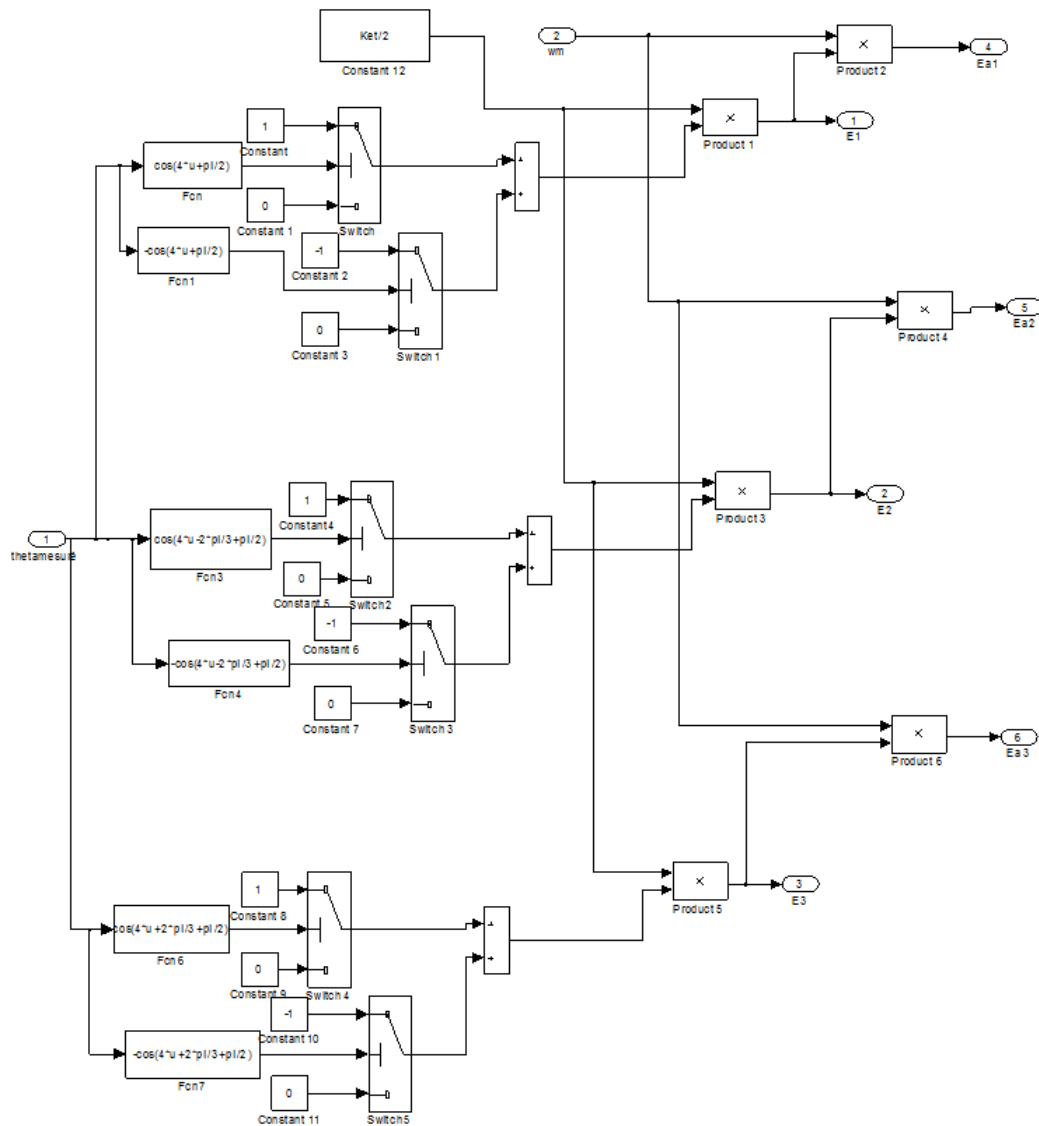 Ket/2
Constant 12
2
wm
×
Product 2
4
Ea1
1
Constant
×
Product 1
1
E1
cos(4*u+pi/2)
Fcn
0
Constant 1
Switch
+
+
-cos(4*u+pi/2)
Fcn1
-1
Constant 2
0
Constant 3
Switch 1
×
Product 4
5
Ea2
1
thetamesuré
1
Constant4
cos(4*u-2*pi/3+pi/2)
Fcn3
0
Constant 5
Switch2
+
+
×
Product 3
2
E2
-1
Constant 6
-cos(4*u-2*pi/3+pi/2)
Fcn4
0
Constant 7
Switch 3
×
Product 6
6
Ea3
1
Constant 8
cos(4*u+2*pi/3+pi/2)
Fcn6
0
Constant 9
Switch 4
+
+
×
Product 5
3
E3
-1
Constant 10
-cos(4*u+2*pi/3+pi/2)
Fcn7
0
Constant 11
Switch5